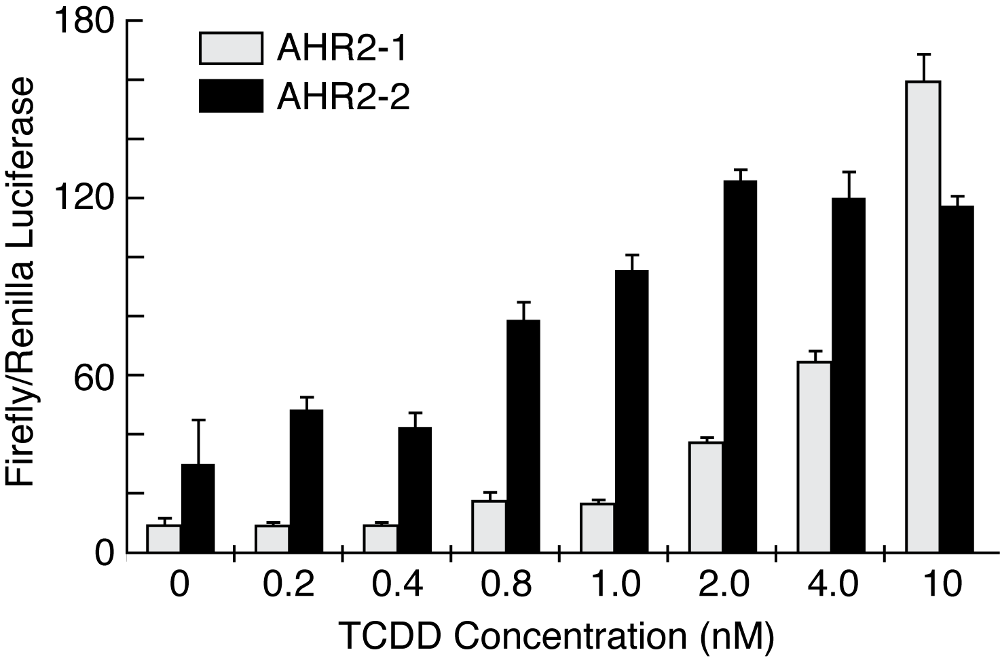 180
120
60
0
Firefly/Renilla Luciferase
AHR2-1
AHR2-2
0 0.2 0.4 0.8 1.0 2.0 4.0 10
TCDD Concentration (nM)